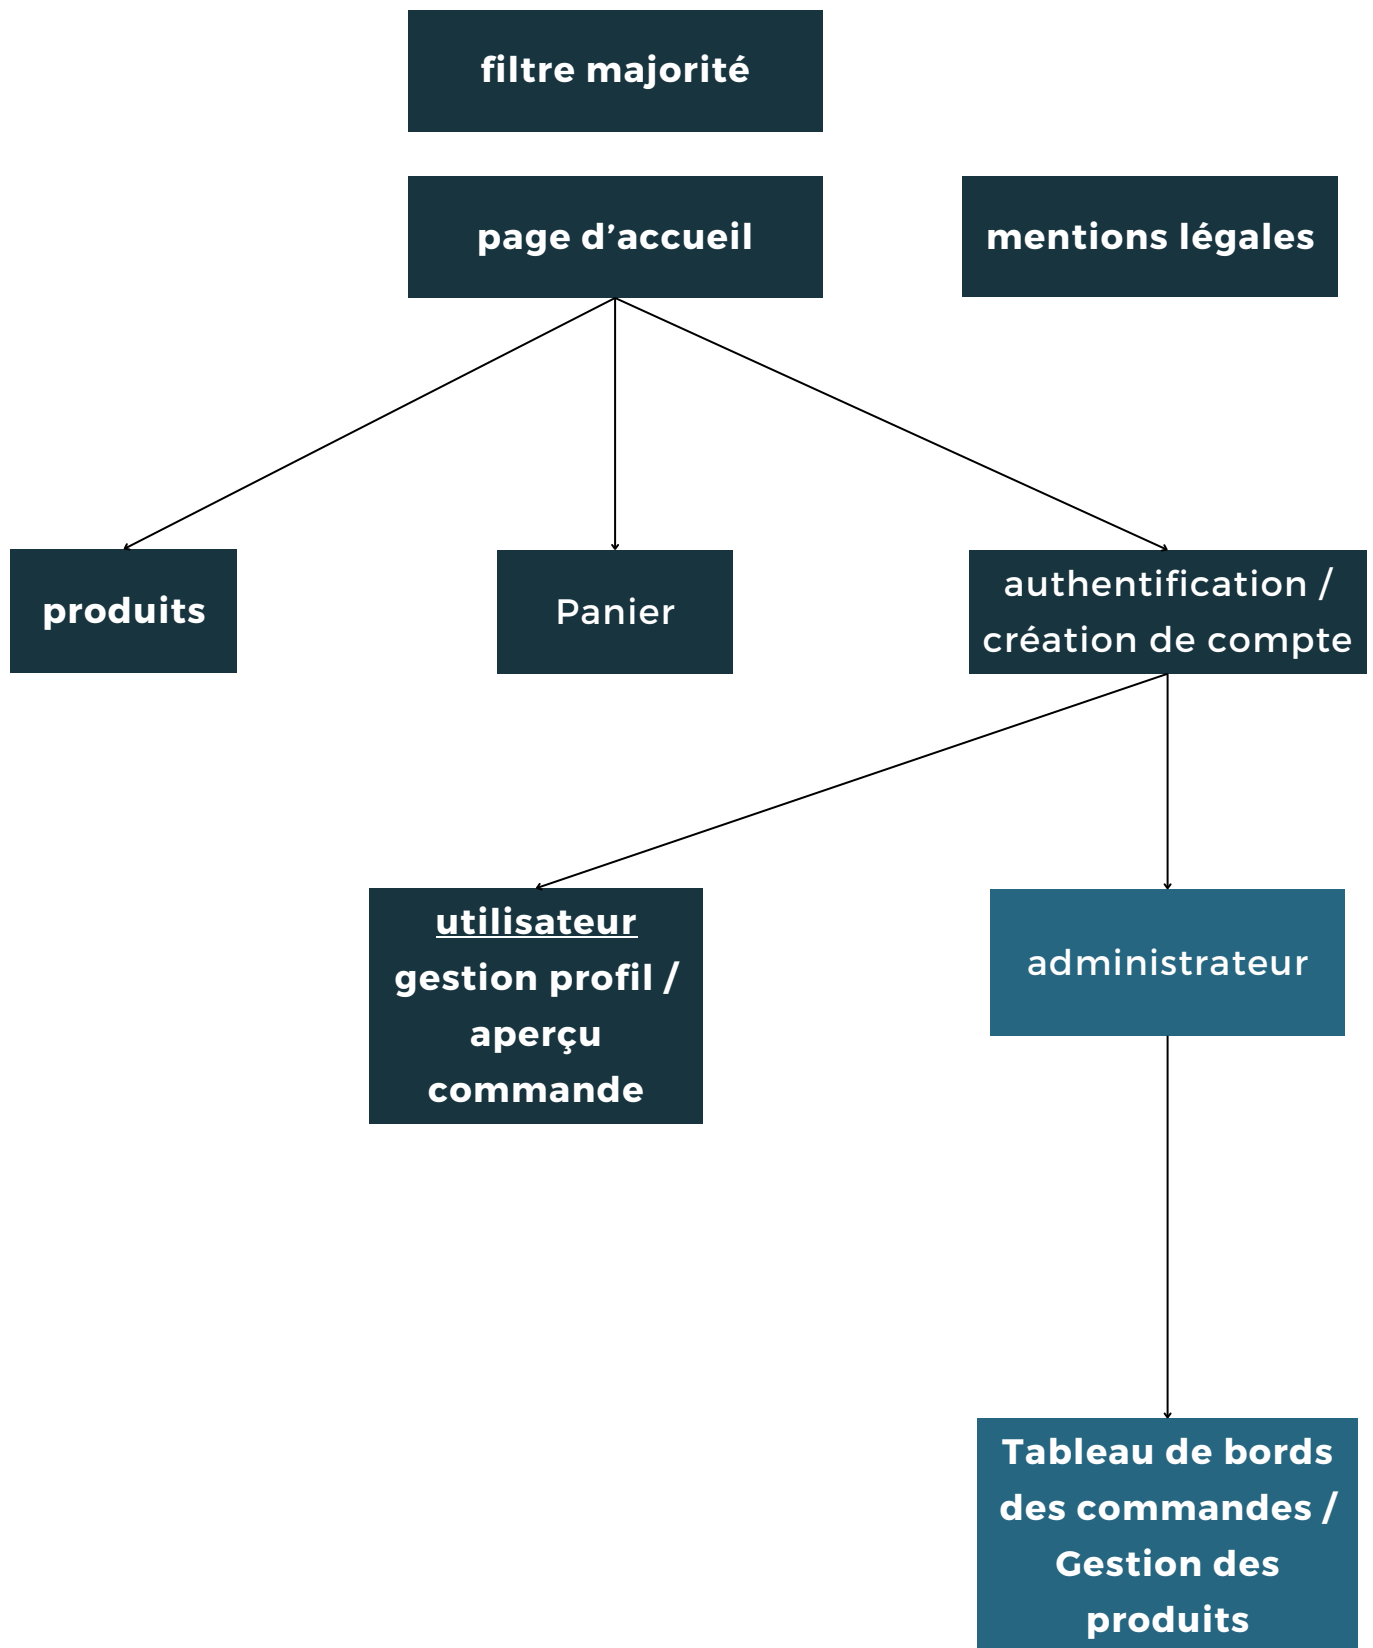 filtre majorité
page d’accueil
mentions légales
produits
Panier
authentification /
création de compte
utilisateur
gestion profil /
aperçu
commande
administrateur
Tableau de bords
des commandes /
Gestion des
produits